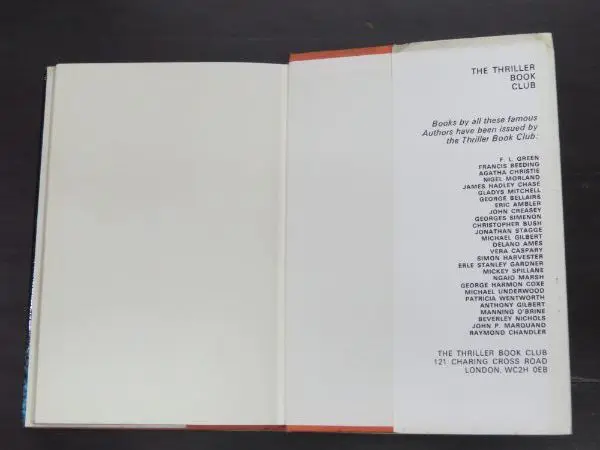 THE THRILLER
BOOK
CLUB
Books by all these famous
Authors have been issued by
the Thriller Book Club:
F. L. GREEN
FRANCIS BEEDING
AGATHA CHRISTIE
NIGEL MORLAND
JAMES HADLEY CHASE
GLADYS MITCHELL
GEORGE BELLAIRS
ERIC AMBLER
JOHN CREASEY
GEORGES SIMENON
CHRISTOPHER BUSH
JONATHAN STAGGE
MICHAEL GILBERT
DELANO AMES
VERA CASPARY
SIMON HARVESTER
ERLE STANLEY GARDNER
MICKEY SPILLANE
NGAIO MARSH
GEORGE HARMON COXE
MICHAEL UNDERWOOD
PATRICIA WENTWORTH
ANTHONY GILBERT
MANNING O'BRINE
BEVERLEY NICHOLS
JOHN P. MARQUAND
RAYMOND CHANDLER
THE THRILLER BOOK CLUB
121 CHARING CROSS ROAD
LONDON. WC2H 0EB